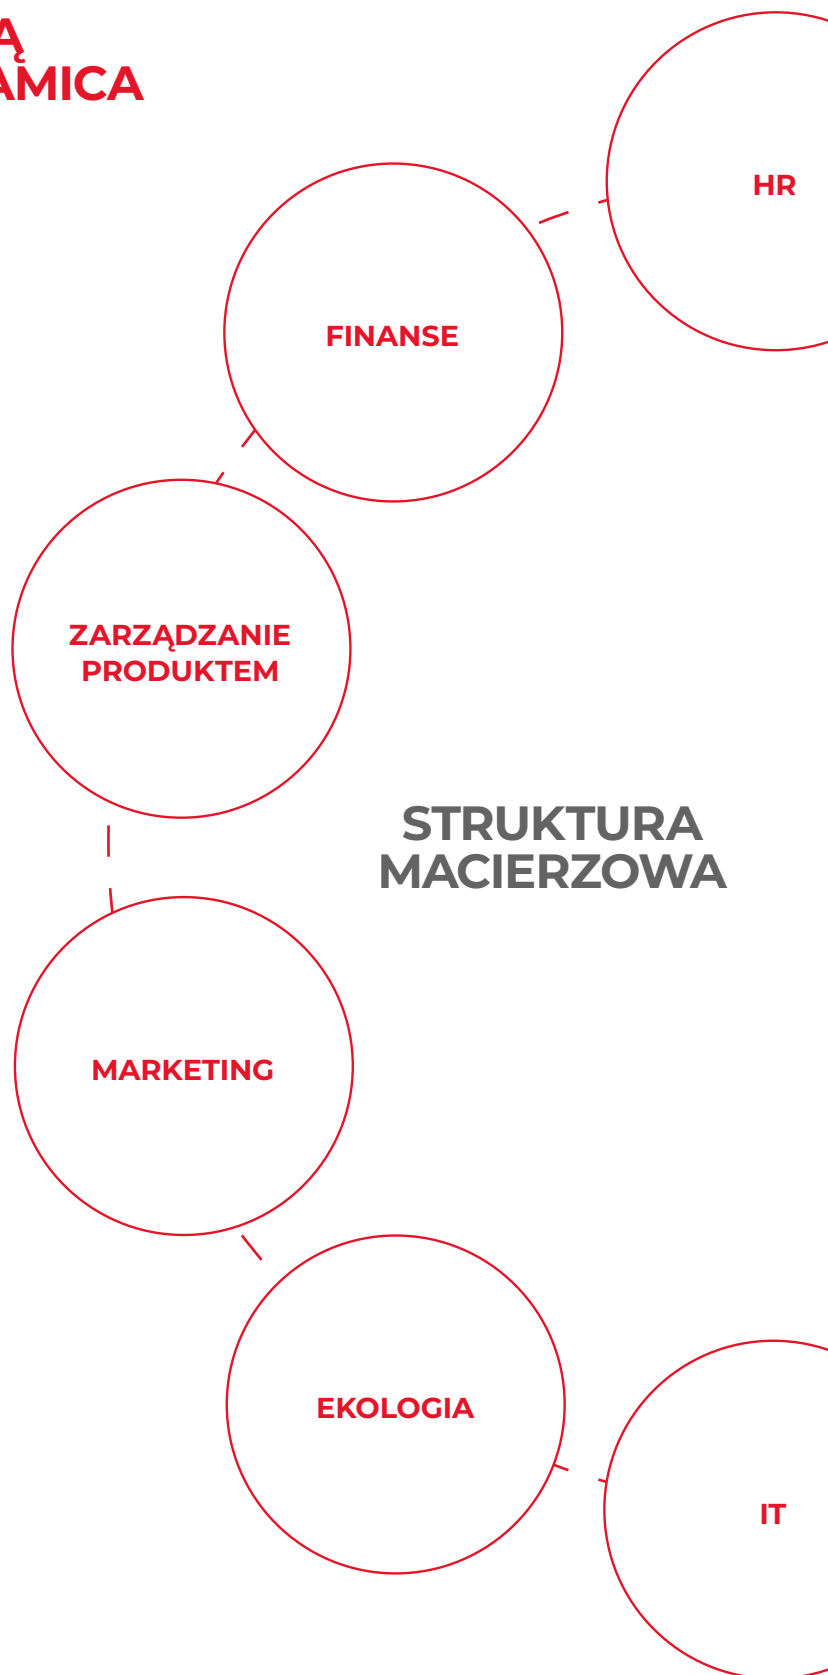 Ą
AMICA
HR
FINANSE
ZARZĄDZANIE
PRODUKTEM
STRUKTURA
MACIERZOWA
MARKETING
EKOLOGIA
IT